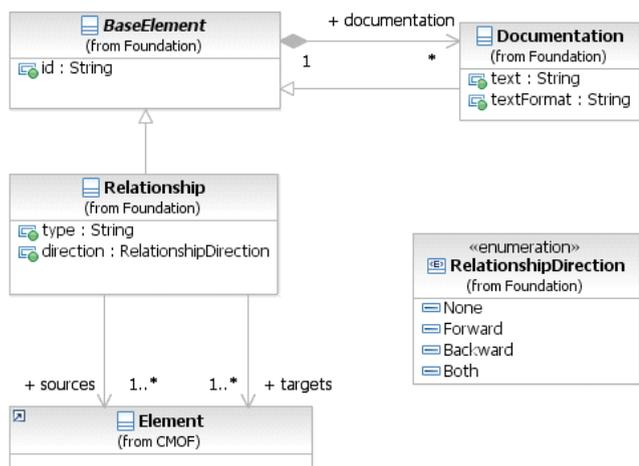 BaseElement
(from Foundation)
id : String
+ documentation
1
*
Documentation
(from Foundation)
text : String
textFormat : String
Relationship
(from Foundation)
type : String
direction : RelationshipDirection
«enumeration»
RelationshipDirection
(from Foundation)
None
Forward
Backward
Both
+ sources
1..*
1..*
+ targets
Element
(from CMOF)